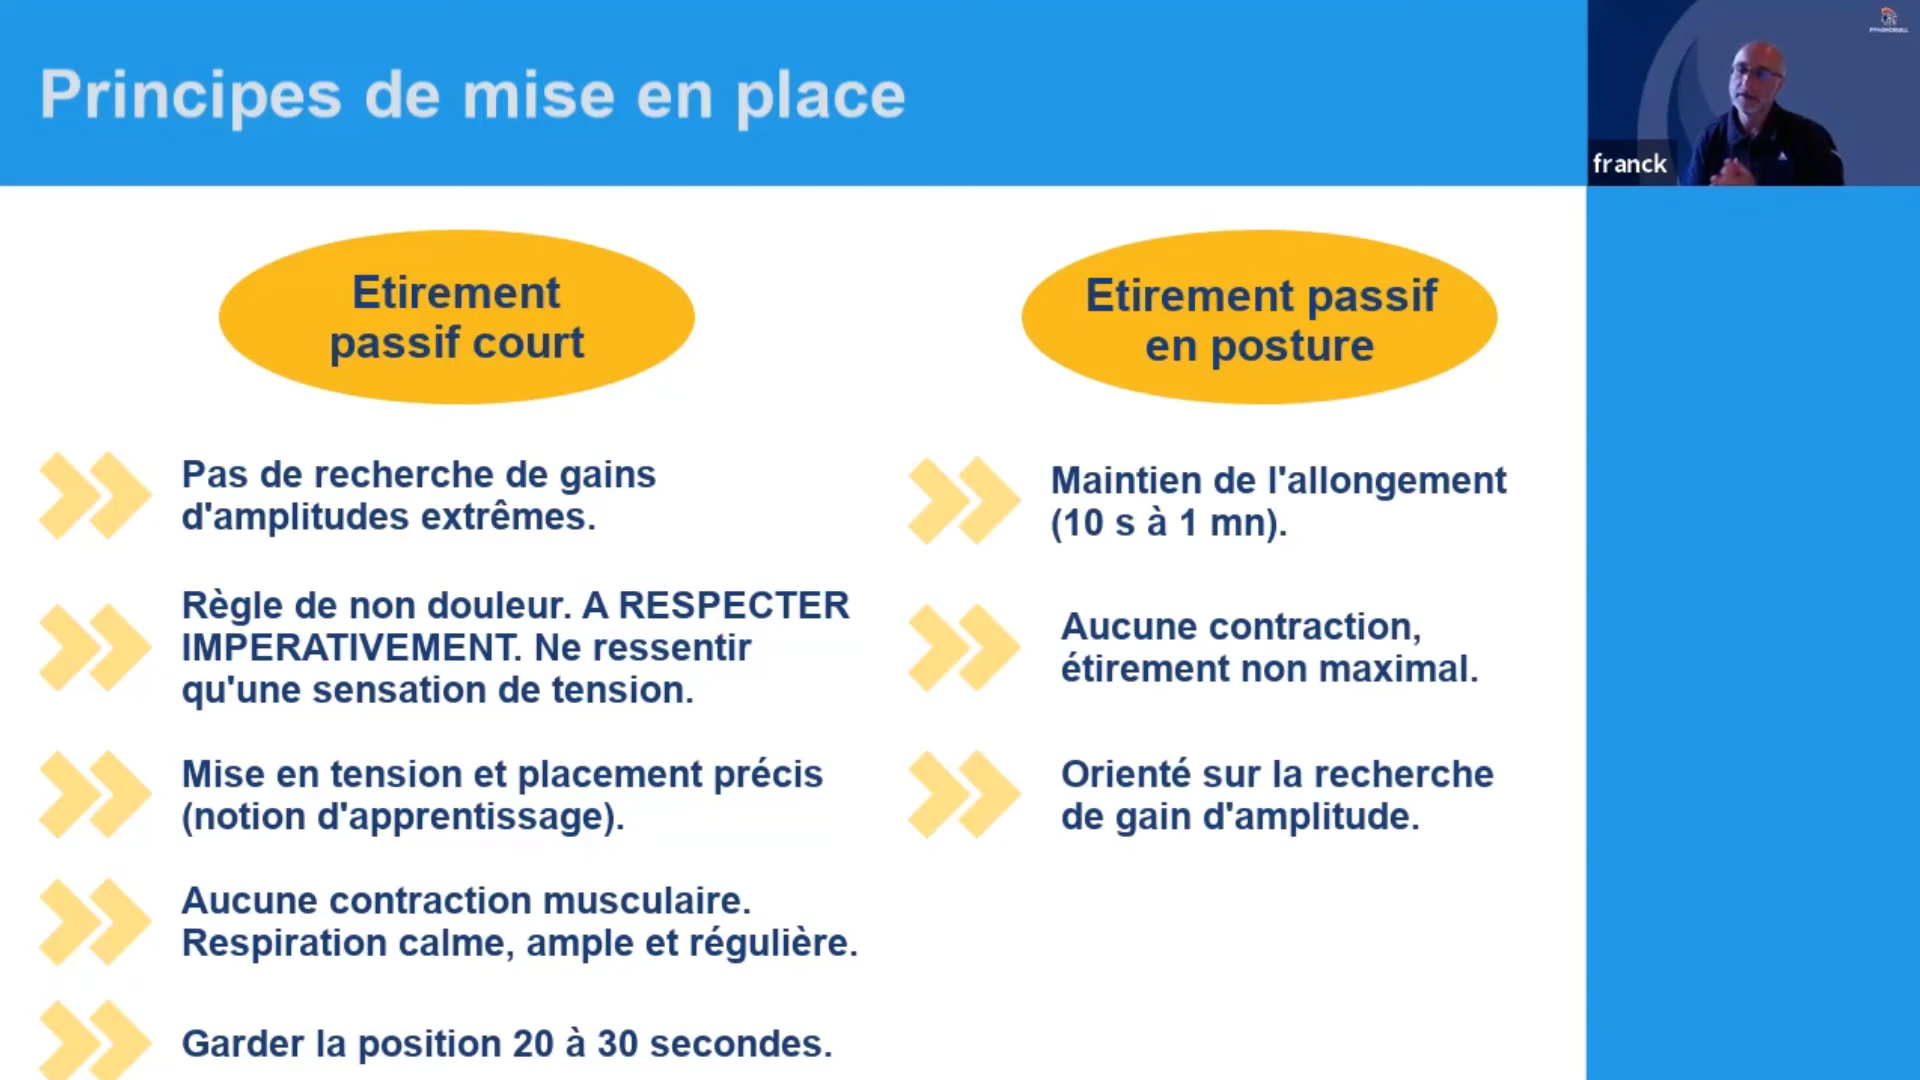 Principes de mise en place
franck
FFHANDBALL
Etirement
passif court
Pas de recherche de gains
d'amplitudes extrêmes.
Règle de non douleur. A RESPECTER
IMPERATIVEMENT. Ne ressentir
qu'une sensation de tension.
Mise en tension et placement précis
(notion d'apprentissage).
Aucune contraction musculaire.
Respiration calme, ample et régulière.
Garder la position 20 à 30 secondes.
Etirement passif
en posture
Maintien de l'allongement
(10 s à 1 mn).
Aucune contraction,
étirement non maximal.
Orienté sur la recherche
de gain d'amplitude.